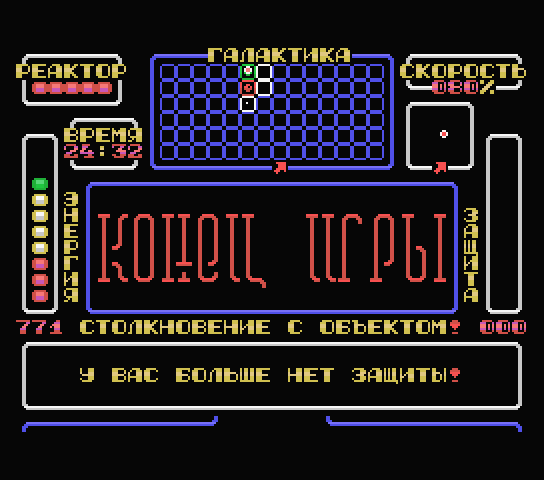 ГАЛАКТИКА
РЕАКТОР
СКОРОСТЬ
080%
ВРЕМЯ
24:32
ЭНЕРГИЯ
КОНЕЦ ИГРЫ
ЗАЩИТА
771 СТОЛКНОВЕНИЕ С ОБЪЕКТОМ! 000
У ВАС БОЛЬШЕ НЕТ ЗАЩИТЫ!